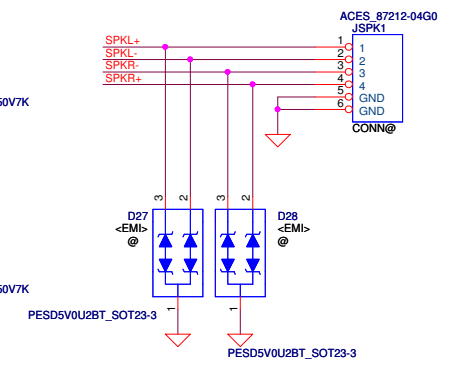 ACES_87212-04G0
JSPK1
SPKL+ 1 1
SPKL- 2 2
SPKR- 3 3
SPKR+ 4 4
5 GND
6 GND
CONN@
50V7K
3 2 3 2
D27 D28
<EMI> <EMI>
@ @
50V7K
1 1
PESD5V0U2BT_SOT23-3
PESD5V0U2BT_SOT23-3